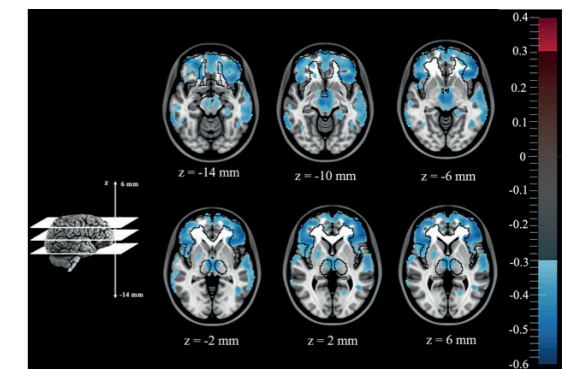 z = -14 mm
z = -10 mm
z = -6 mm
z = -2 mm
z = 2 mm
z = 6 mm
z
6 mm
-14 mm
0.4
0.3
0.2
0.1
0
-0.1
-0.2
-0.3
-0.4
-0.5
-0.6